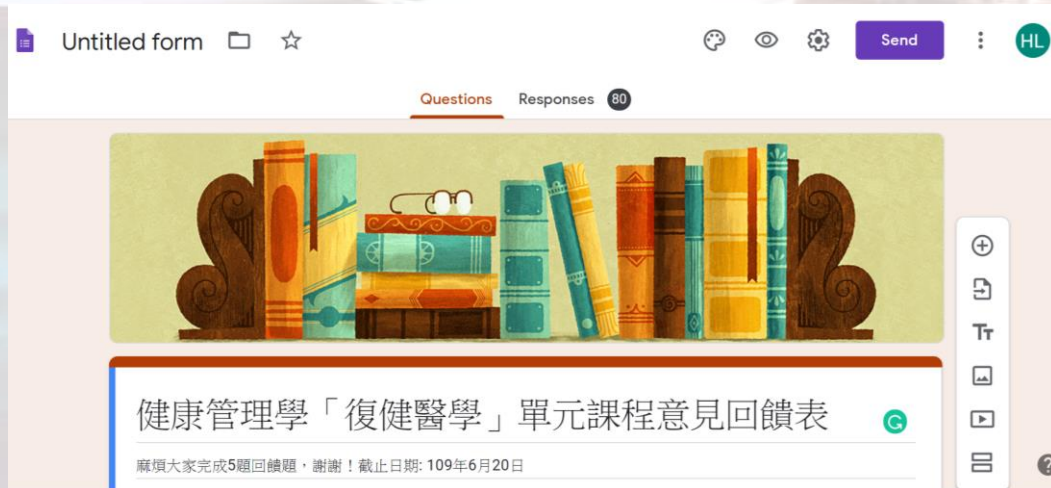 Untitled form
Send
HL
Questions Responses 80
健康管理學「復健醫學」單元課程意見回饋表
麻煩大家完成5題回饋題，謝謝！截止日期: 109年6月20日